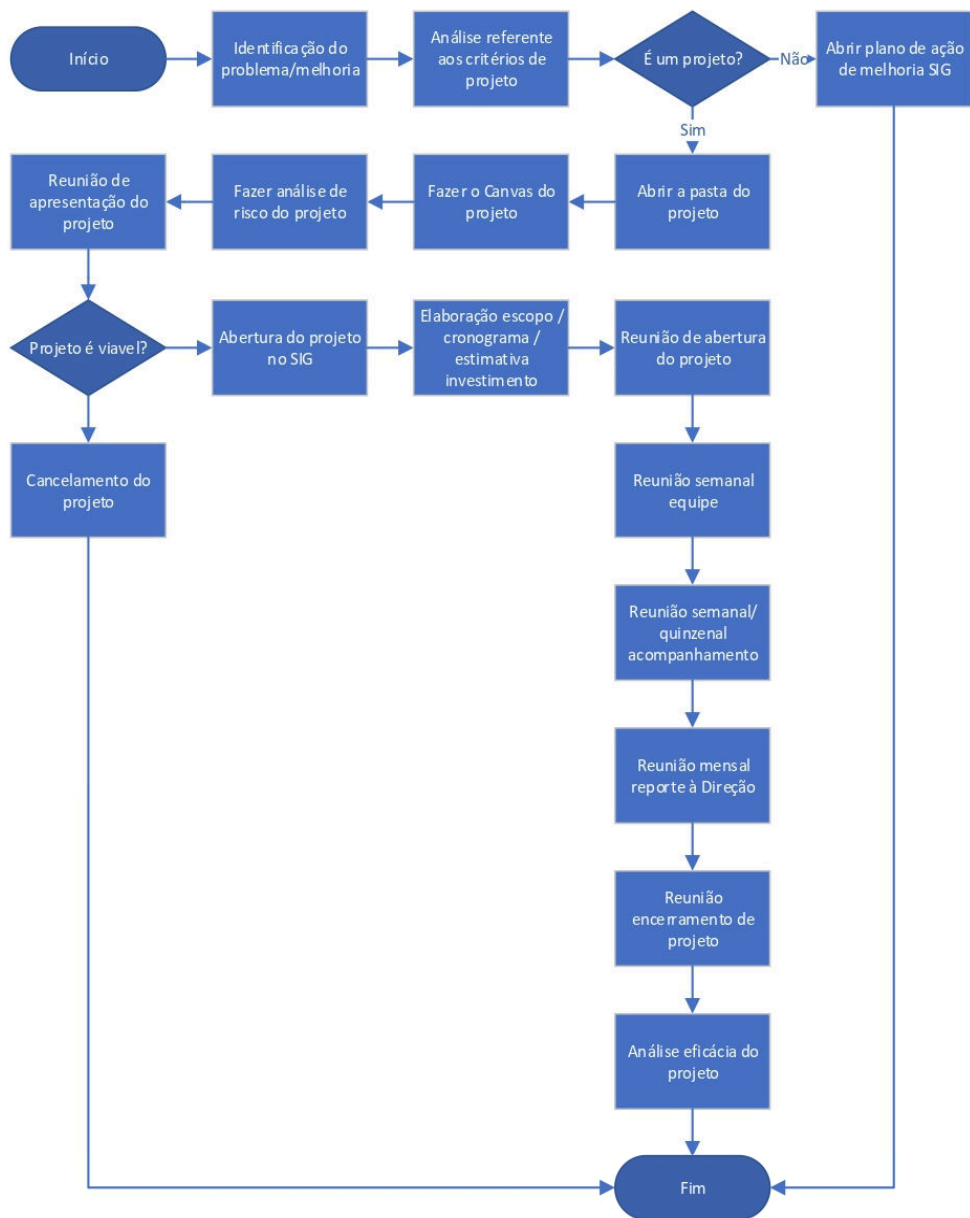 Início
Identificação do
problema/melhoria
Análise referente
aos critérios de
projeto
É um projeto?
Não
Abrir plano de ação
de melhoria SIG
Sim
Reunião de
apresentação do
projeto
Fazer análise de
risco do projeto
Fazer o Canvas do
projeto
Abrir a pasta do
projeto
Projeto é viavel?
Abertura do projeto
no SIG
Elaboração escopo /
cronograma /
estimativa
investimento
Reunião de abertura
do projeto
Cancelamento do
projeto
Reunião semanal
equipe
Reunião semanal/
quinzenal
acompanhamento
Reunião mensal
reporte à Direção
Reunião
encerramento de
projeto
Análise eficácia do
projeto
Fim